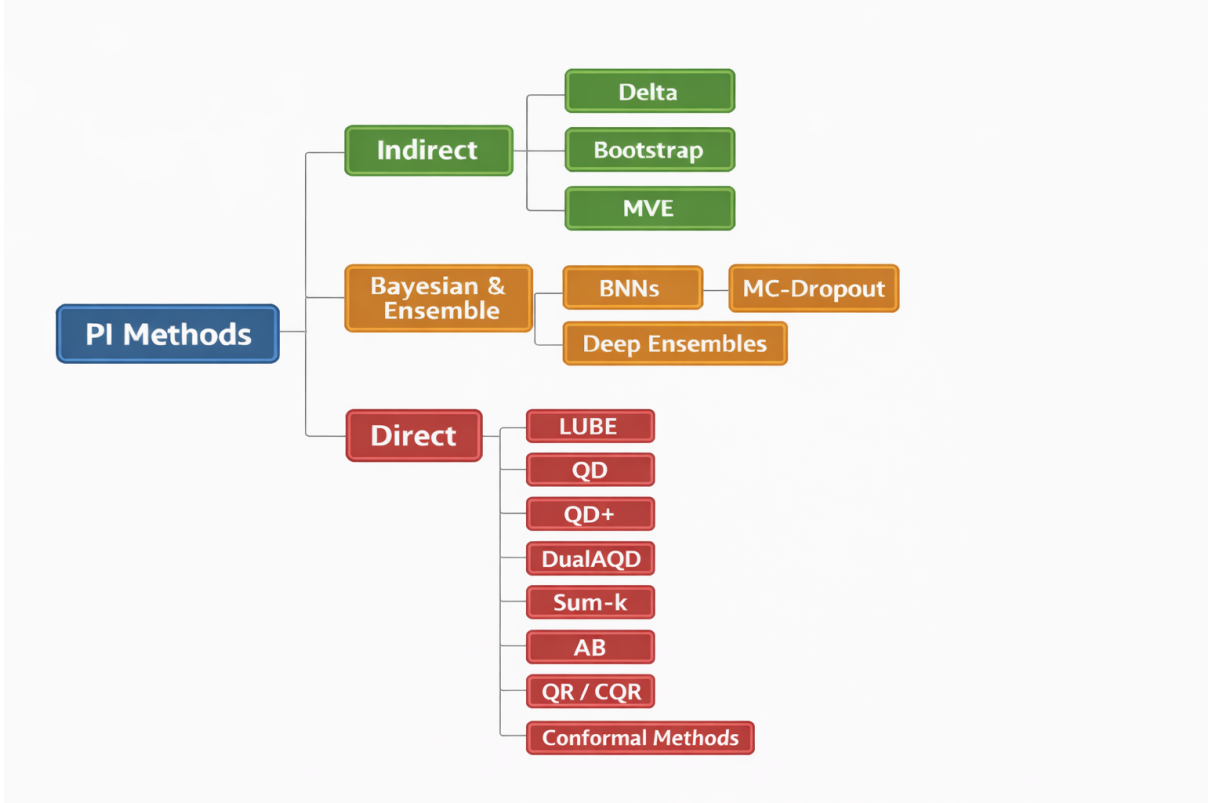 PI Methods
Indirect
Delta
Bootstrap
MVE
Bayesian &
Ensemble
BNNs
MC-Dropout
Deep Ensembles
Direct
LUBE
QD
QD+
DualAQD
Sum-k
AB
QR / CQR
Conformal Methods